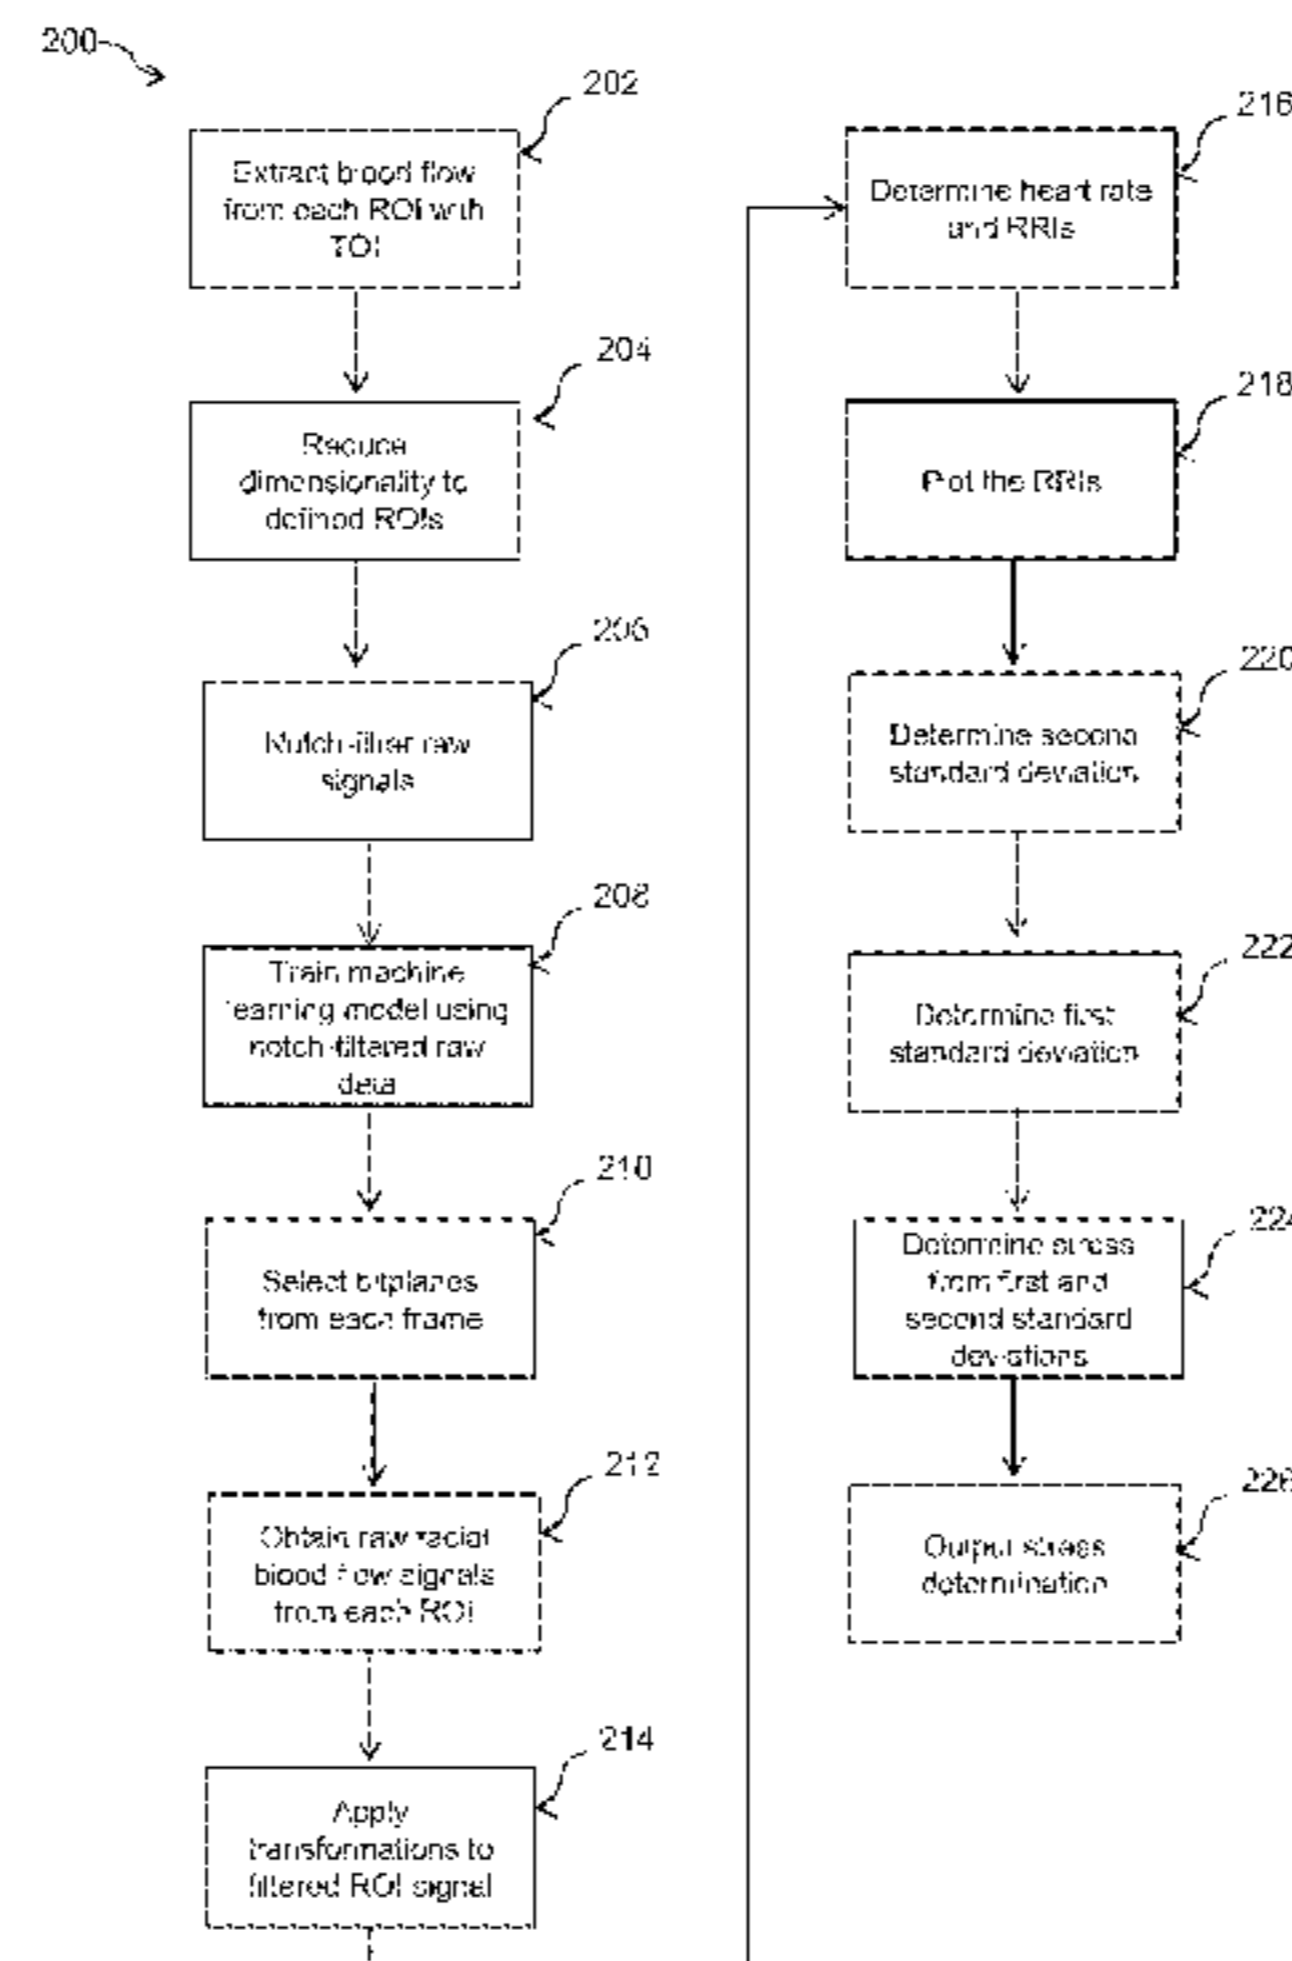 200
202
Extract blood flow
from each ROI with
TOI
204
Reduce
dimensionality to
defined ROIs
206
Notch-filter raw
signals
208
Train machine
learning model using
notch-filtered raw
data
210
Select bitplanes
from each frame
212
Obtain raw facial
blood flow signals
from each ROI
214
Apply
transformations to
filtered ROI signal
216
Determine heart rate
and RRIs
218
Plot the RRIs
220
Determine second
standard deviation
222
Determine first
standard deviation
224
Determine stress
from first and
second standard
deviations
226
Output stress
determination